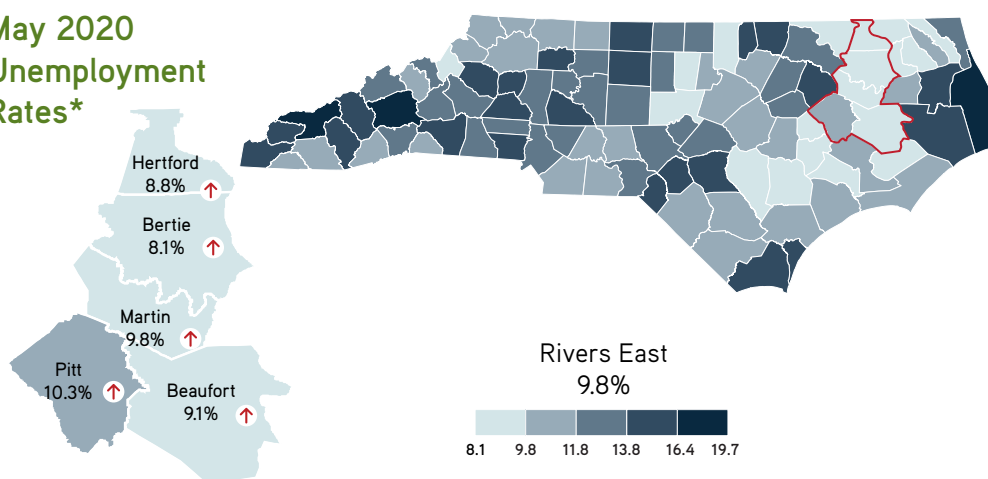 May 2020
Unemployment
Rates*
Hertford
8.8%
Bertie
8.1%
Martin
9.8%
Pitt
10.3%
Beaufort
9.1%
Rivers East
9.8%
8.1 9.8 11.8 13.8 16.4 19.7